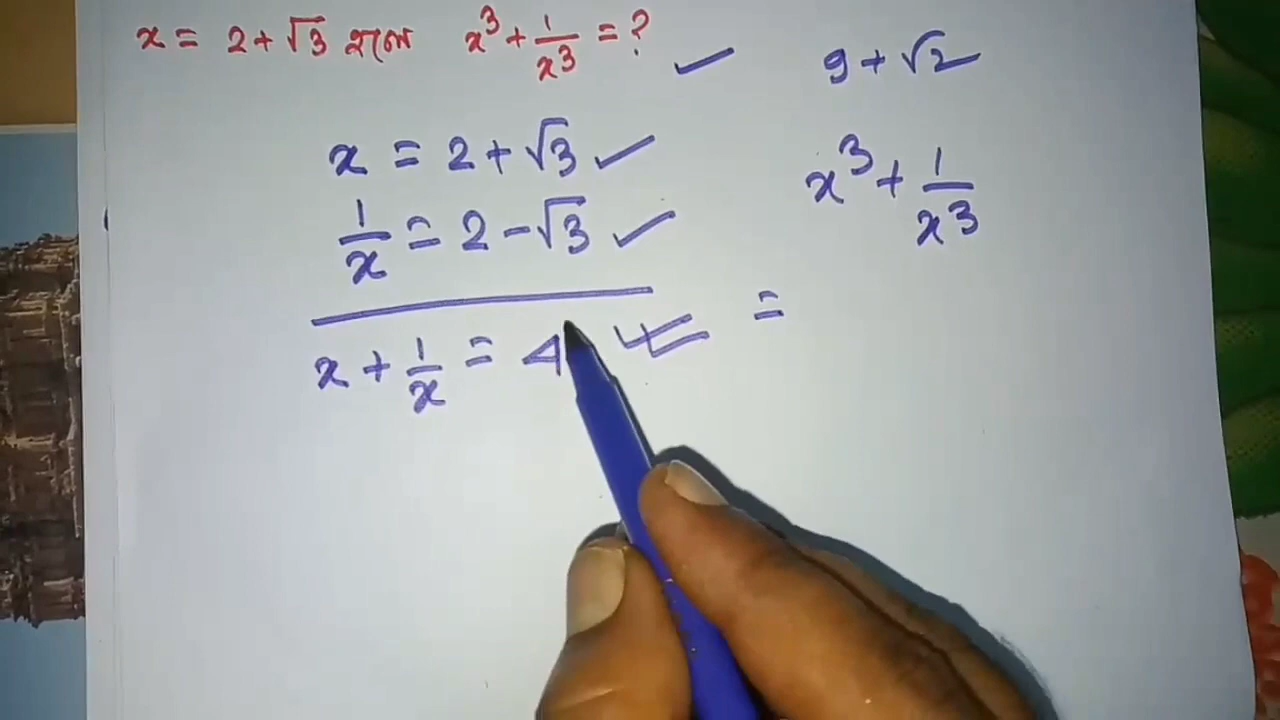 x = 2 + √3 হলে x³ + 1/x³ = ?
9 + √2
x = 2 + √3
1/x = 2 - √3
x + 1/x = 4
x³ + 1/x³
=